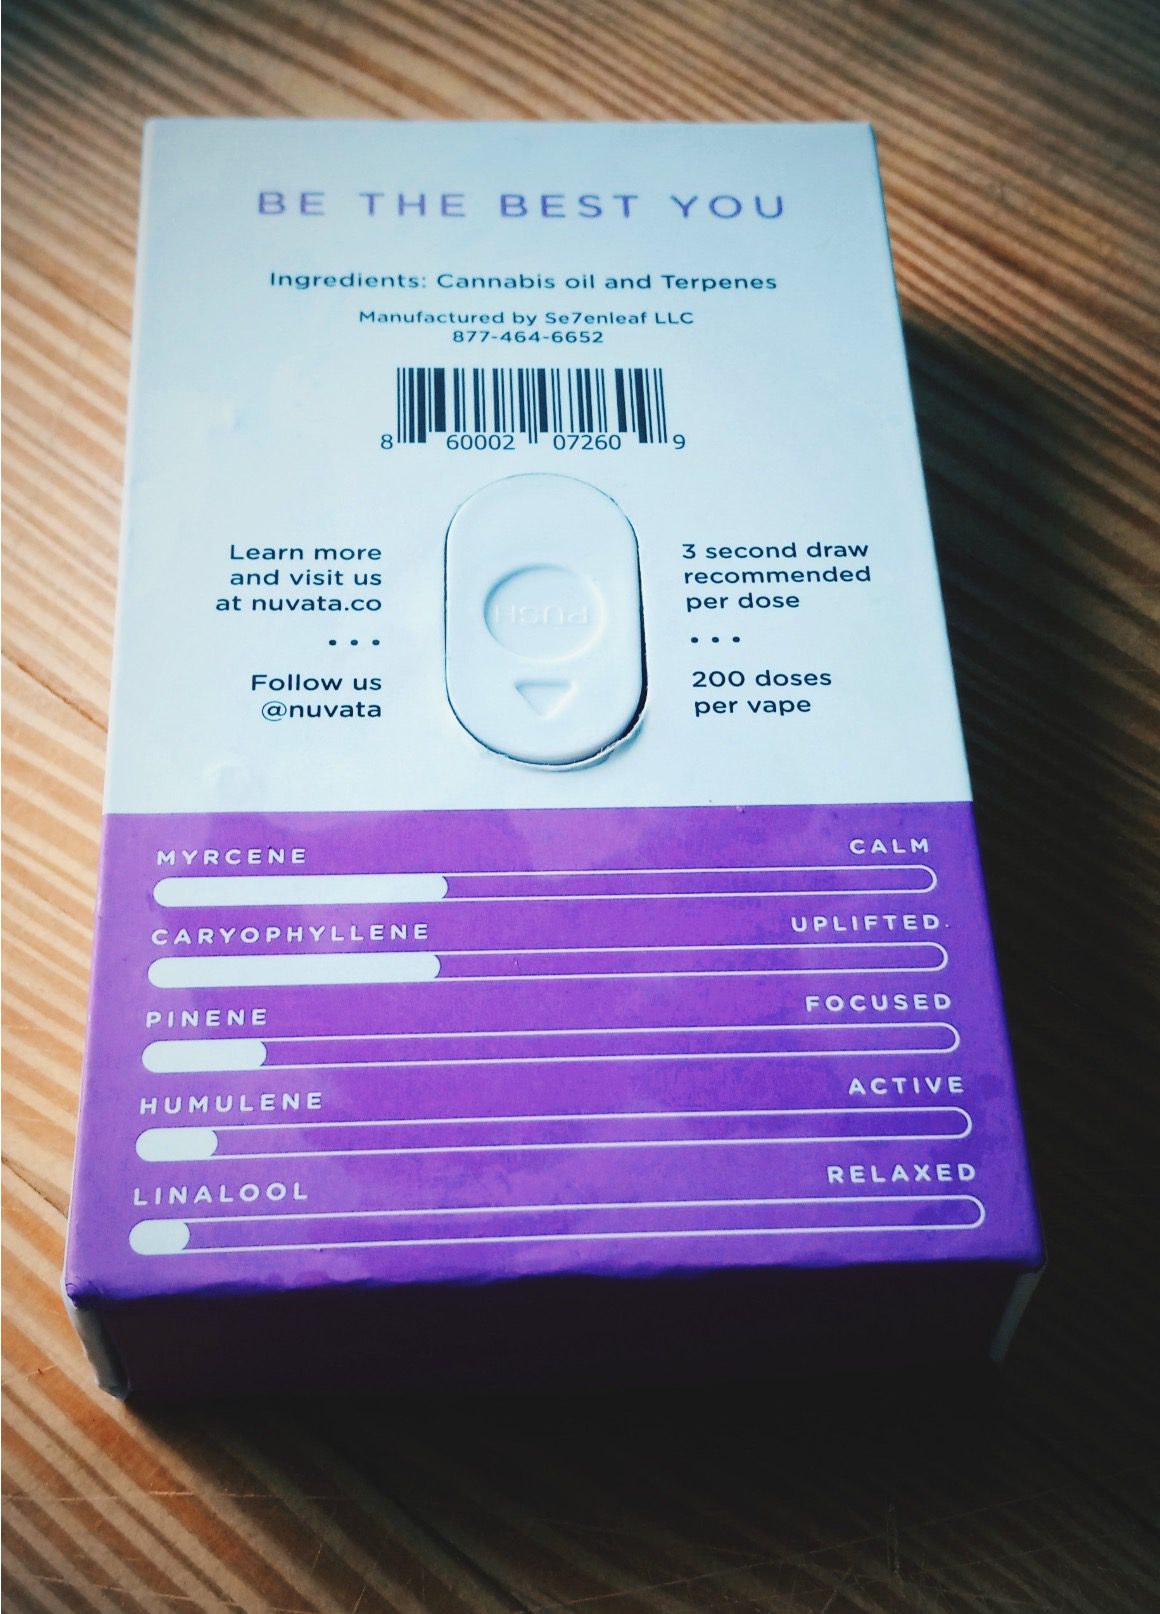 BE THE BEST YOU
Ingredients: Cannabis oil and Terpenes
Manufactured by Se7enleaf LLC
877-464-6652
8 60002 07260 9
Learn more
and visit us
at nuvata.co
• • •
Follow us
@nuvata
PUSH
3 second draw
recommended
per dose
• • •
200 doses
per vape
MYRCENE CALM
CARYOPHYLLENE UPLIFTED
PINENE FOCUSED
HUMULENE ACTIVE
LINALOOL RELAXED